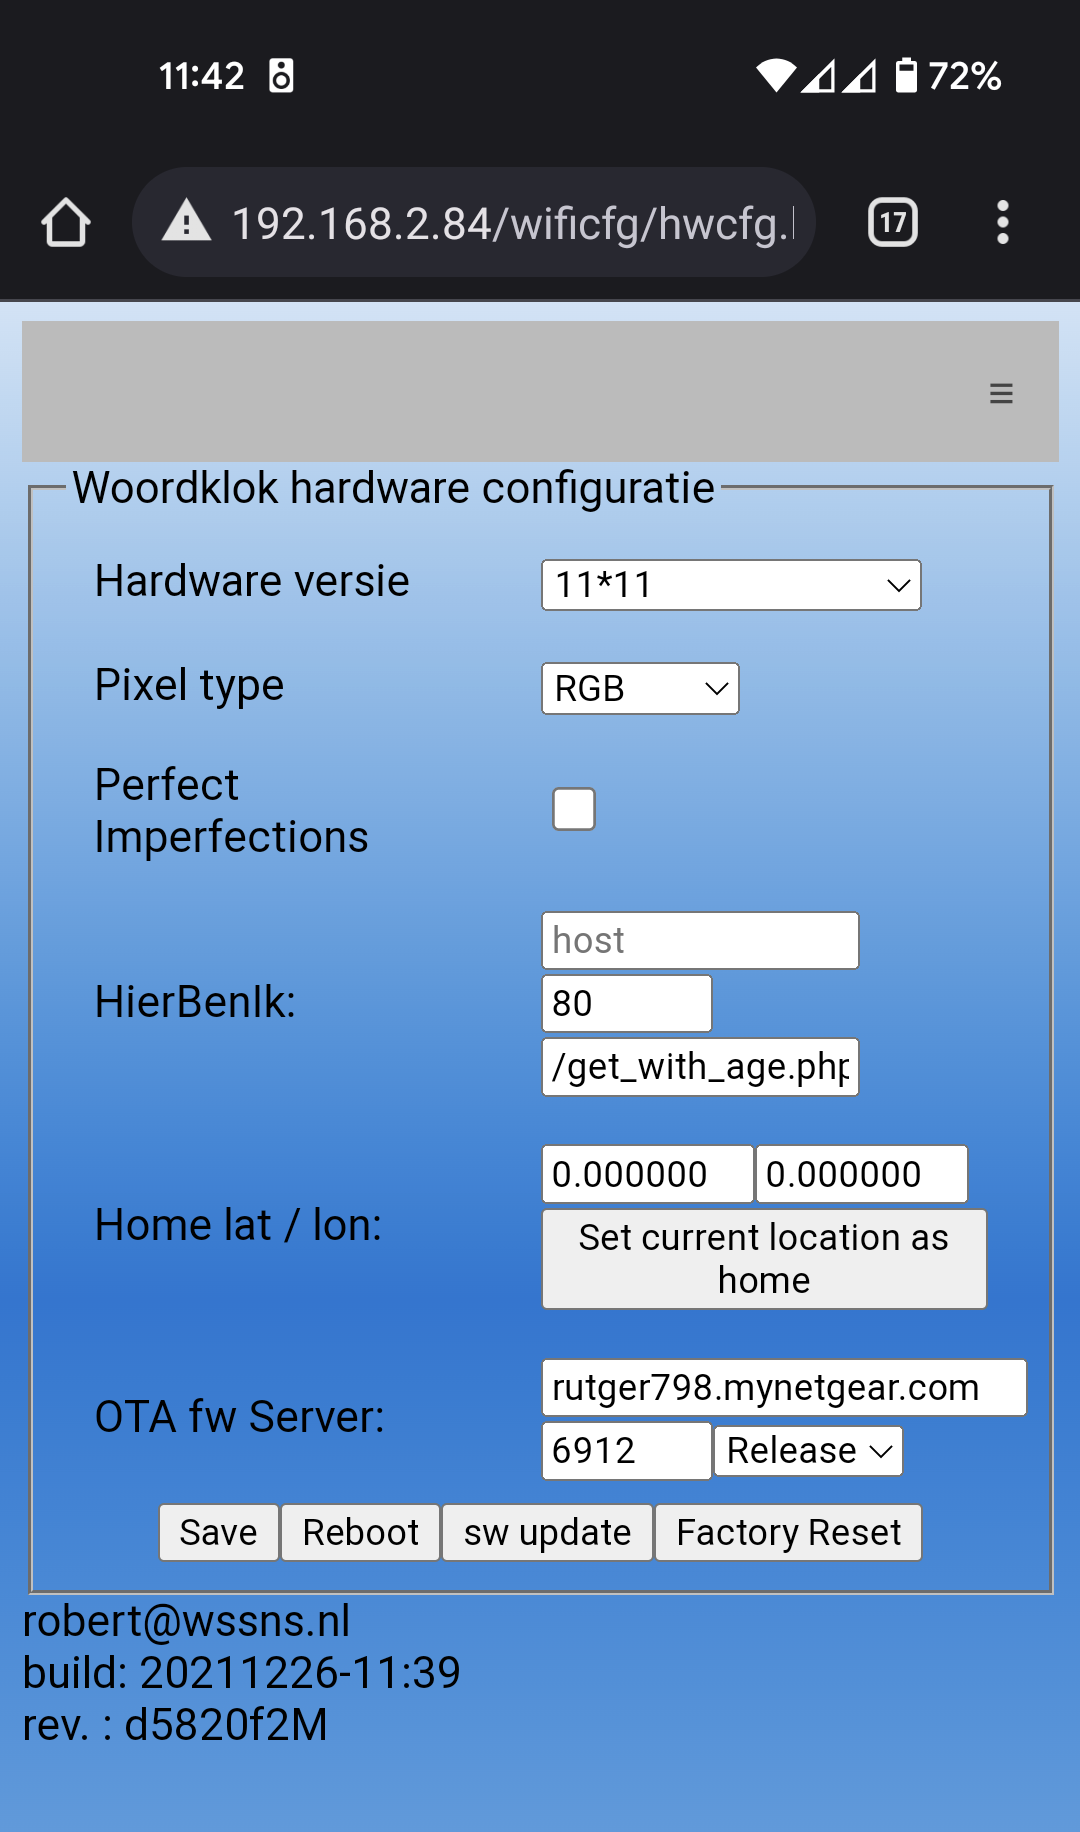 11:42 72%
192.168.2.84/wificfg/hwcfg. 17
≡
Woordklok hardware configuratie
Hardware versie 11*11
Pixel type RGB
Perfect
Imperfections
host
HierBenIk: 80
/get_with_age.php
Home lat / lon: 0.000000 0.000000
Set current location as
home
OTA fw Server: rutger798.mynetgear.com
6912 Release
Save Reboot sw update Factory Reset
robert@wssns.nl
build: 20211226-11:39
rev. : d5820f2M